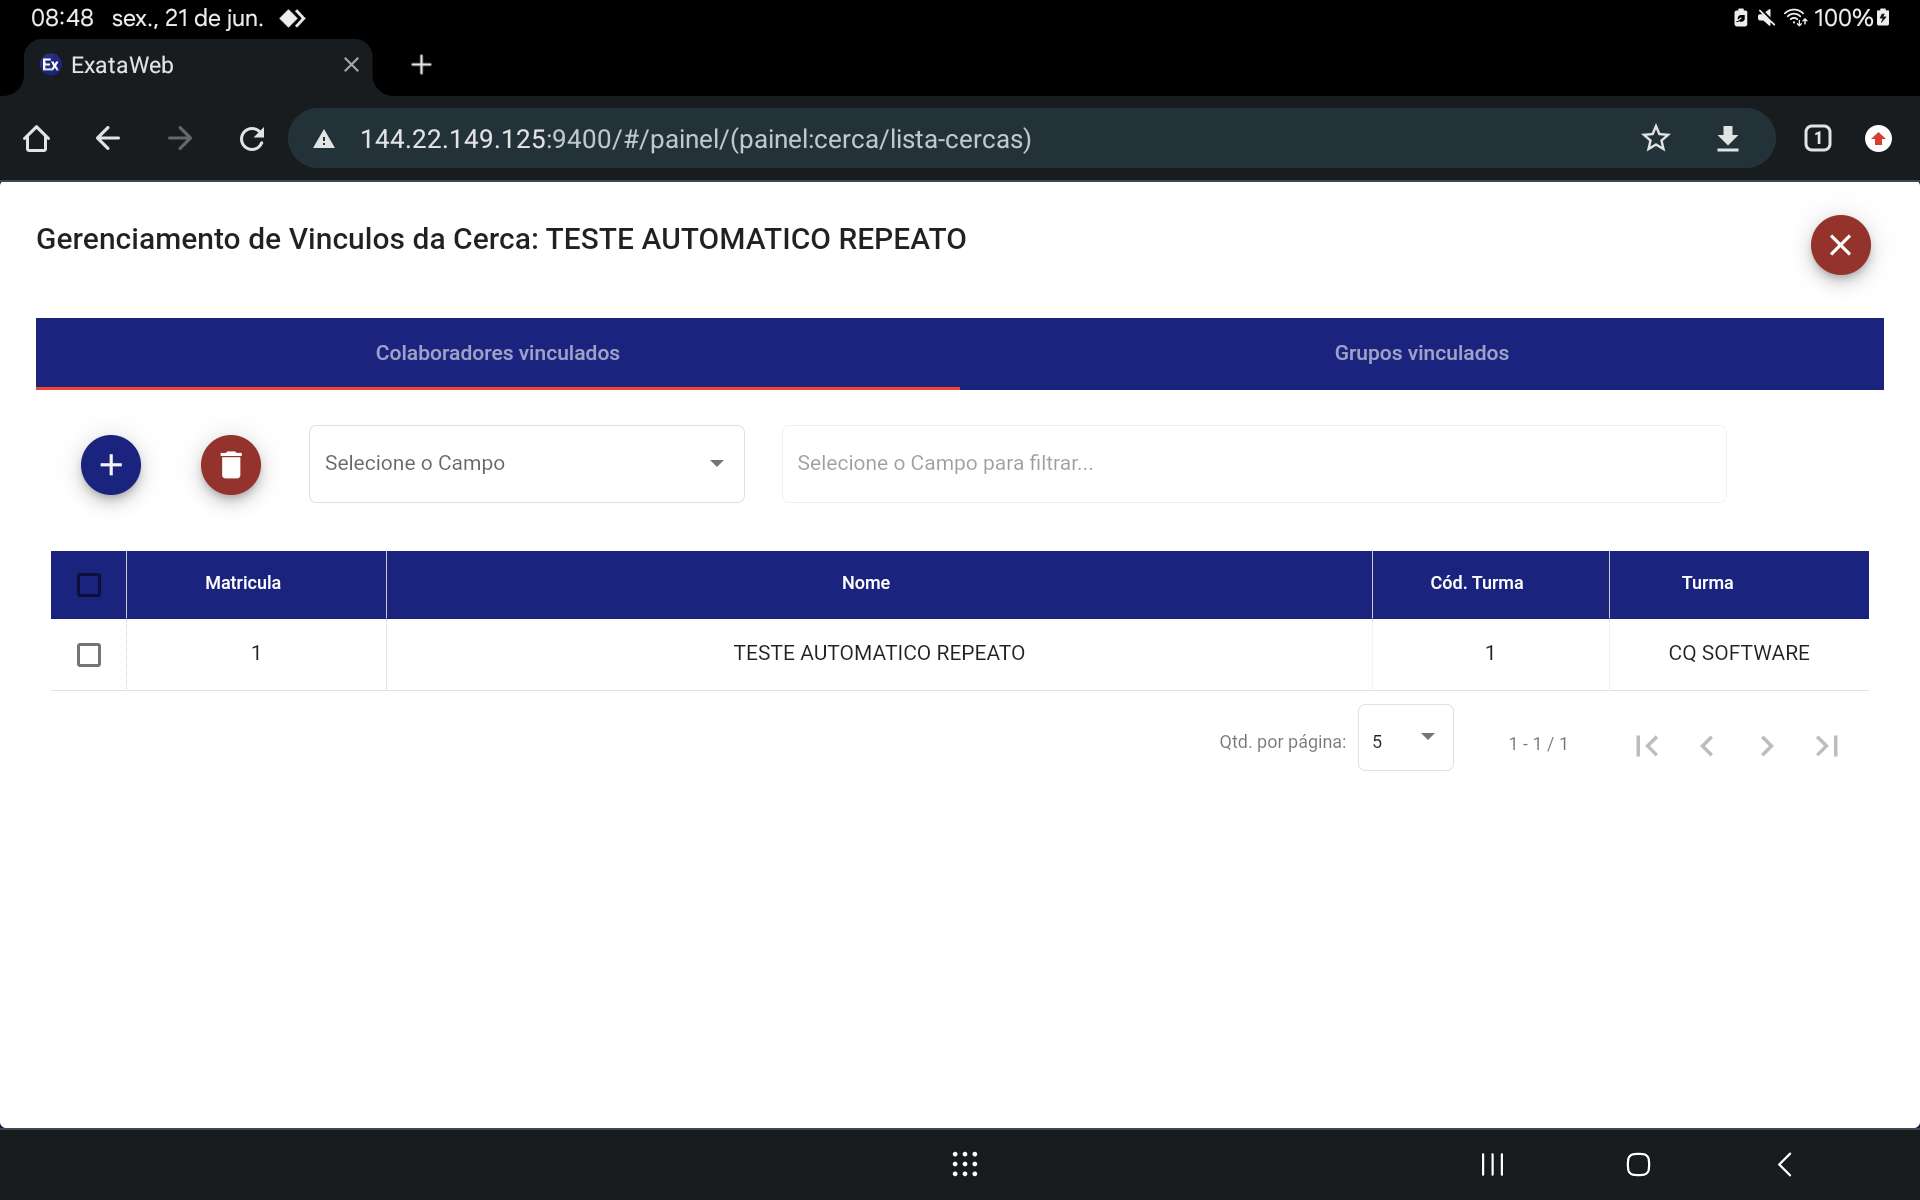 08:48 sex., 21 de jun. 100%
Ex ExataWeb
144.22.149.125:9400/#/painel/(painel:cerca/lista-cercas) 1
Gerenciamento de Vinculos da Cerca: TESTE AUTOMATICO REPEATO
Colaboradores vinculados Grupos vinculados
Selecione o Campo Selecione o Campo para filtrar...
Matricula Nome Cód. Turma Turma
1 TESTE AUTOMATICO REPEATO 1 CQ SOFTWARE
Qtd. por página: 5 1 - 1 / 1